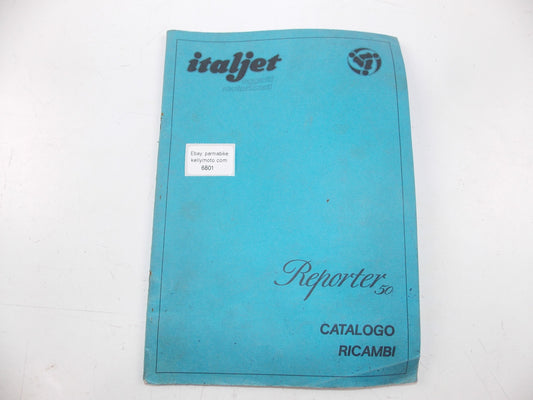 italjet
Ebay parmabike
kellymoto com
6801
Reporter 50
CATALOGO
RICAMBI